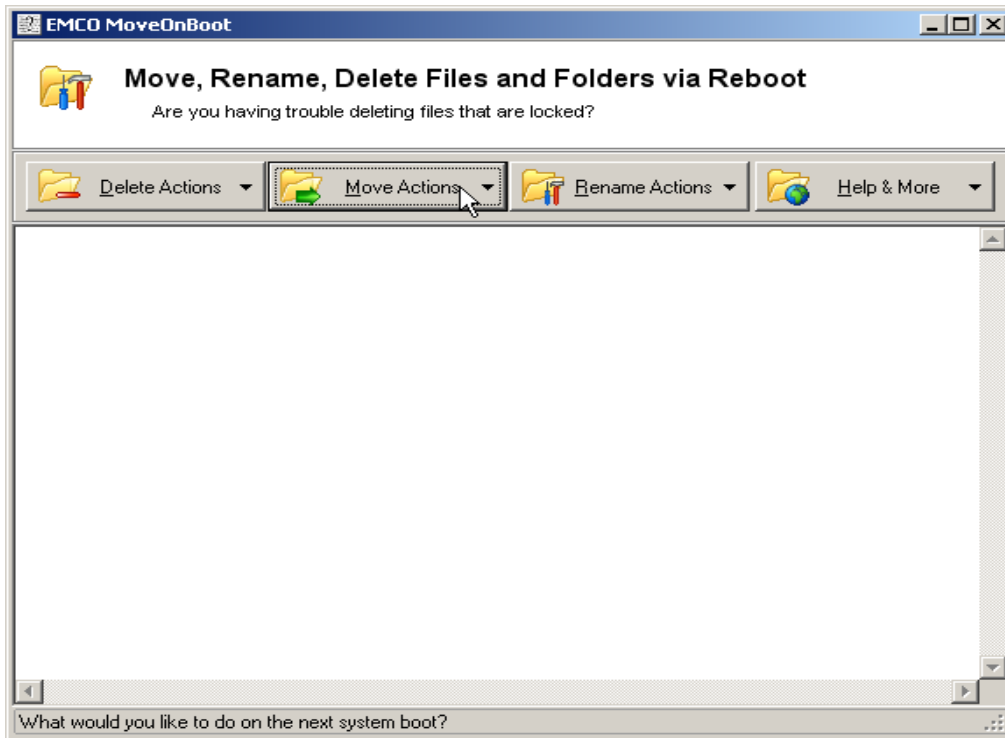 EMCO MoveOnBoot
Move, Rename, Delete Files and Folders via Reboot
Are you having trouble deleting files that are locked?
Delete Actions
Move Actions
Rename Actions
Help & More
What would you like to do on the next system boot?